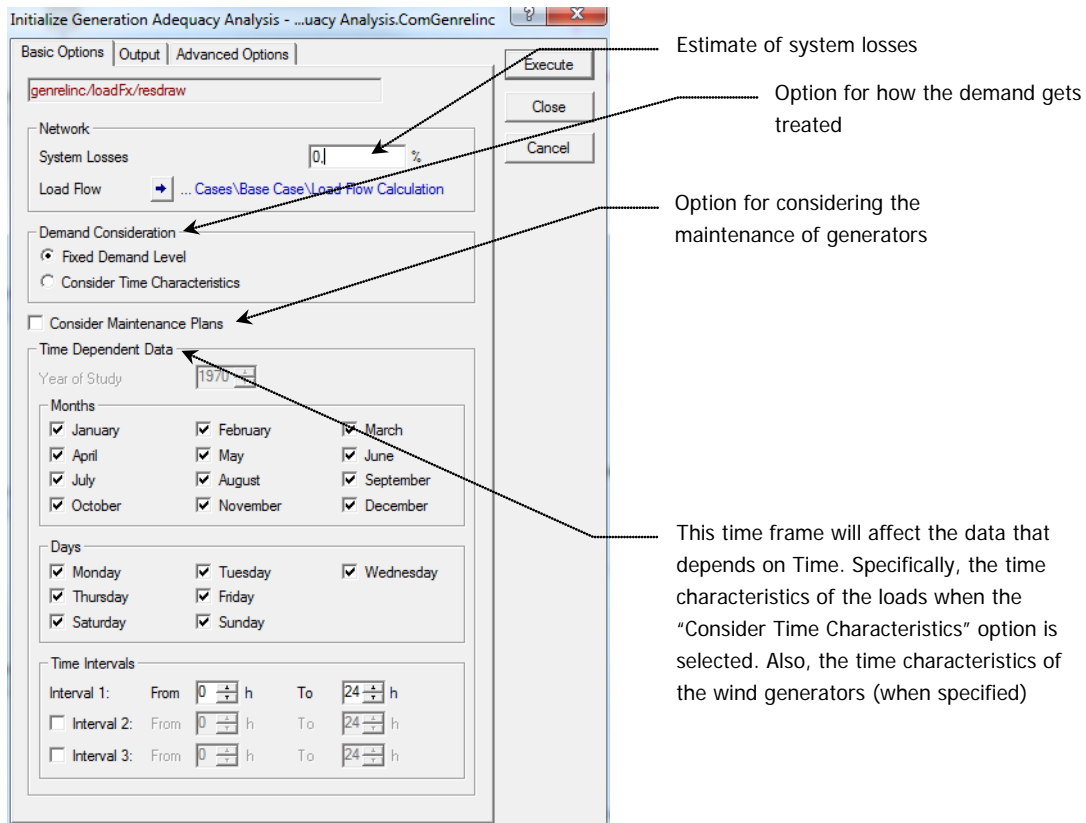 Initialize Generation Adequacy Analysis - ...uacy Analysis.ComGenrelinc
Basic Options Output Advanced Options
Execute
Close
Cancel
genrelinc/loadFx/resdraw
Network
System Losses 0. %
Load Flow ... Cases\Base Case\Load Flow Calculation
Demand Consideration
Fixed Demand Level
Consider Time Characteristics
Consider Maintenance Plans
Time Dependent Data
Year of Study 1970
Months
January February March
April May June
July August September
October November December
Days
Monday Tuesday Wednesday
Thursday Friday
Saturday Sunday
Time Intervals
Interval 1: From 0 h To 24 h
Interval 2: From 0 h To 24 h
Interval 3: From 0 h To 24 h
Estimate of system losses
Option for how the demand gets
treated
Option for considering the
maintenance of generators
This time frame will affect the data that
depends on Time. Specifically, the time
characteristics of the loads when the
“Consider Time Characteristics” option is
selected. Also, the time characteristics of
the wind generators (when specified)